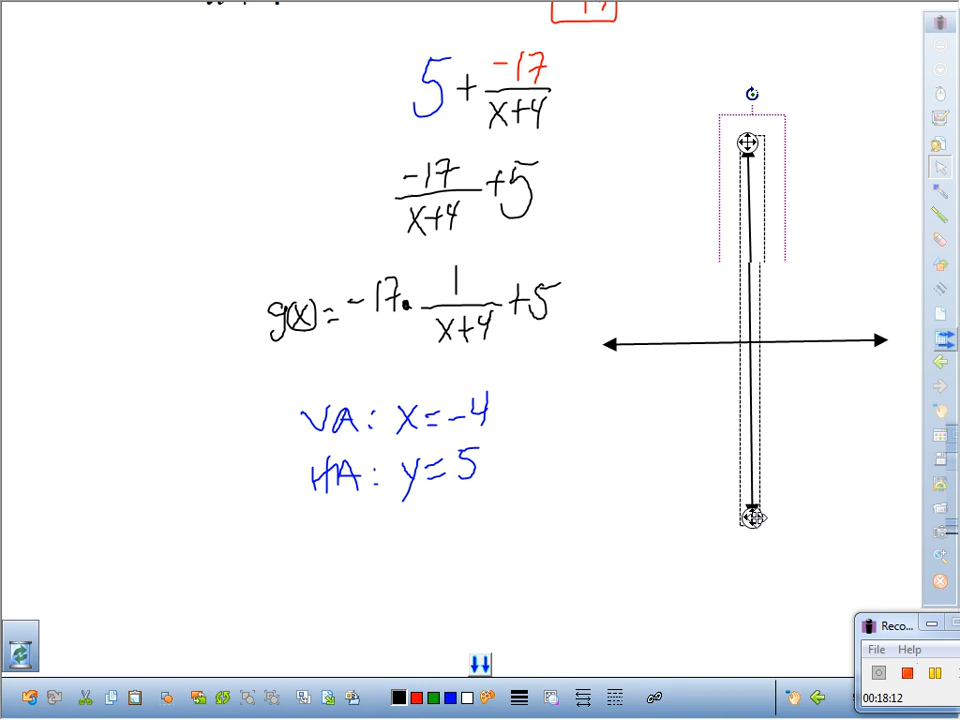 5 + -17/x+4
-17/x+4 + 5
g(x) = -17 · 1/x+4 + 5
VA: x = -4
HA: y = 5
Reco...
File Help
00:18:12